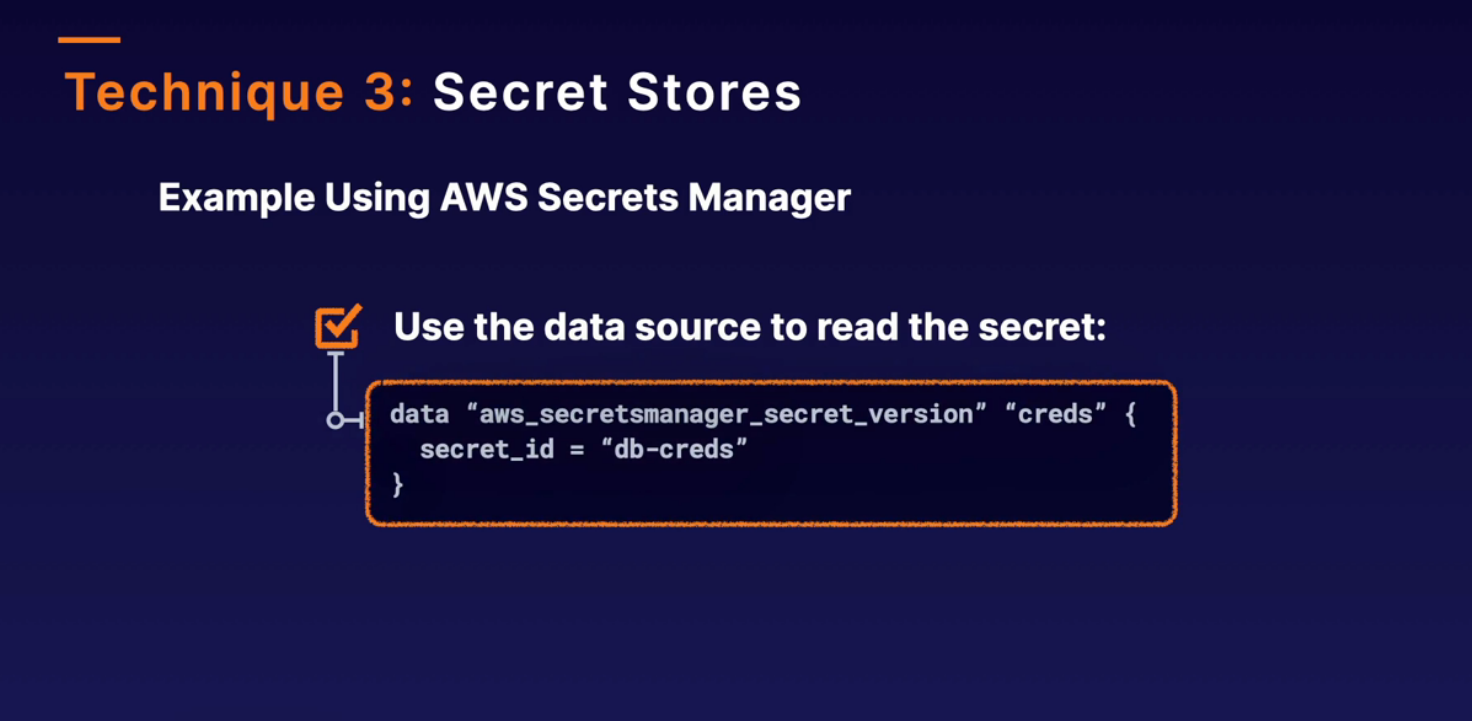 Technique 3: Secret Stores
Example Using AWS Secrets Manager
Use the data source to read the secret:
data “aws_secretsmanager_secret_version” “creds” {
  secret_id = “db-creds”
}